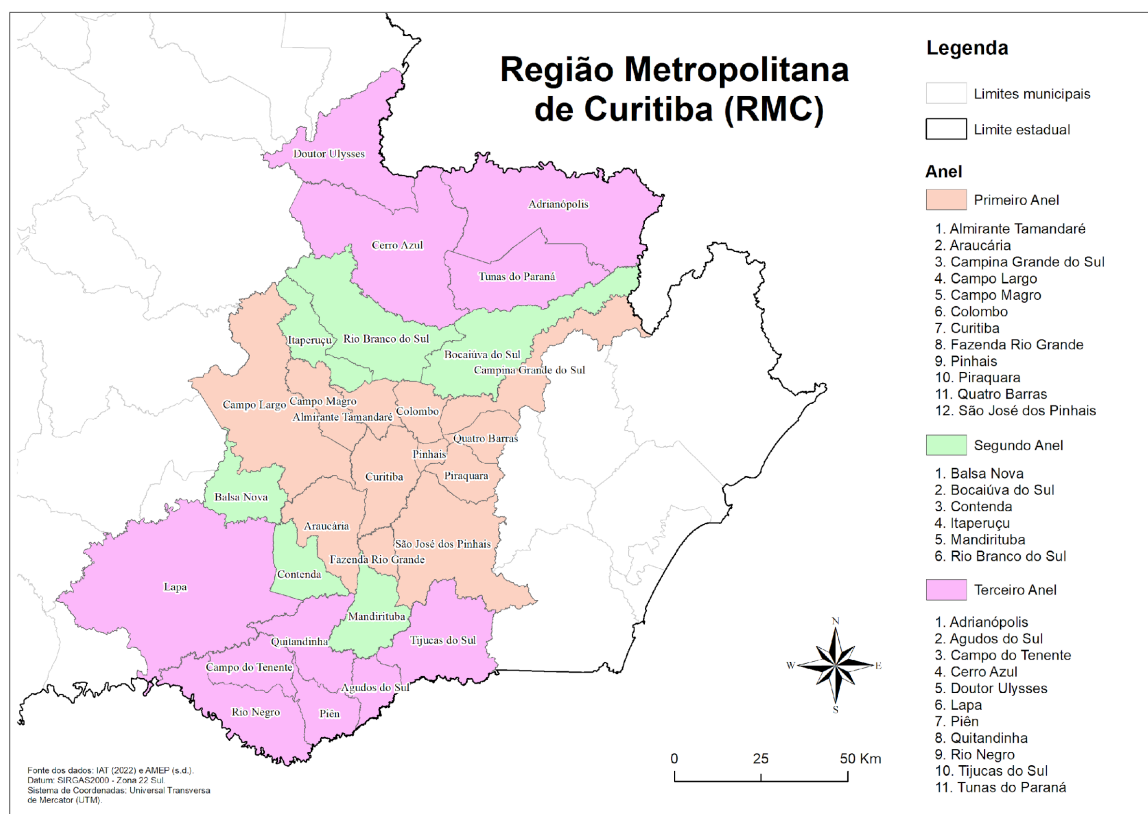 Região Metropolitana
de Curitiba (RMC)
Doutor Ulysses
Adrianópolis
Cerro Azul
Tunas do Paraná
Itaperuçu
Rio Branco do Sul
Bocaiúva do Sul
Campina Grande do Sul
Campo Largo
Campo Magro
Almirante Tamandaré
Colombo
Quatro Barras
Pinhais
Curitiba
Piraquara
Balsa Nova
Araucária
São José dos Pinhais
Fazenda Rio Grande
Contenda
Lapa
Mandirituba
Quitandinha
Tijucas do Sul
Campo do Tenente
Agudos do Sul
Rio Negro
Piên
Legenda
Limites municipais
Limite estadual
Anel
Primeiro Anel
1. Almirante Tamandaré
2. Araucária
3. Campina Grande do Sul
4. Campo Largo
5. Campo Magro
6. Colombo
7. Curitiba
8. Fazenda Rio Grande
9. Pinhais
10. Piraquara
11. Quatro Barras
12. São José dos Pinhais
Segundo Anel
1. Balsa Nova
2. Bocaiúva do Sul
3. Contenda
4. Itaperuçu
5. Mandirituba
6. Rio Branco do Sul
Terceiro Anel
1. Adrianópolis
2. Agudos do Sul
3. Campo do Tenente
4. Cerro Azul
5. Doutor Ulysses
6. Lapa
7. Piên
8. Quitandinha
9. Rio Negro
10. Tijucas do Sul
11. Tunas do Paraná
N
W
E
S
0 25 50 Km
Fonte dos dados: IAT (2022) e AMEP (s.d.).
Datum: SIRGAS2000 - Zona 22 Sul.
Sistema de Coordenadas: Universal Transversa
de Mercator (UTM).